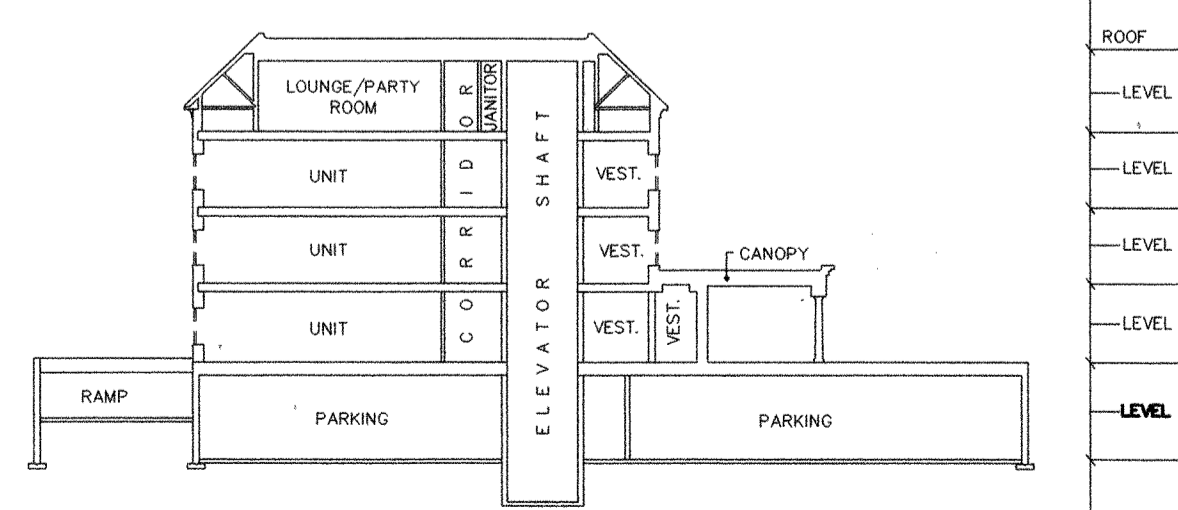 ROOF
LOUNGE/PARTY
ROOM
CORRIDOR
JANITOR
ELEVATOR SHAFT
LEVEL
UNIT
VEST.
LEVEL
UNIT
VEST.
CANOPY
LEVEL
UNIT
VEST.
VEST.
LEVEL
RAMP
PARKING
PARKING
LEVEL